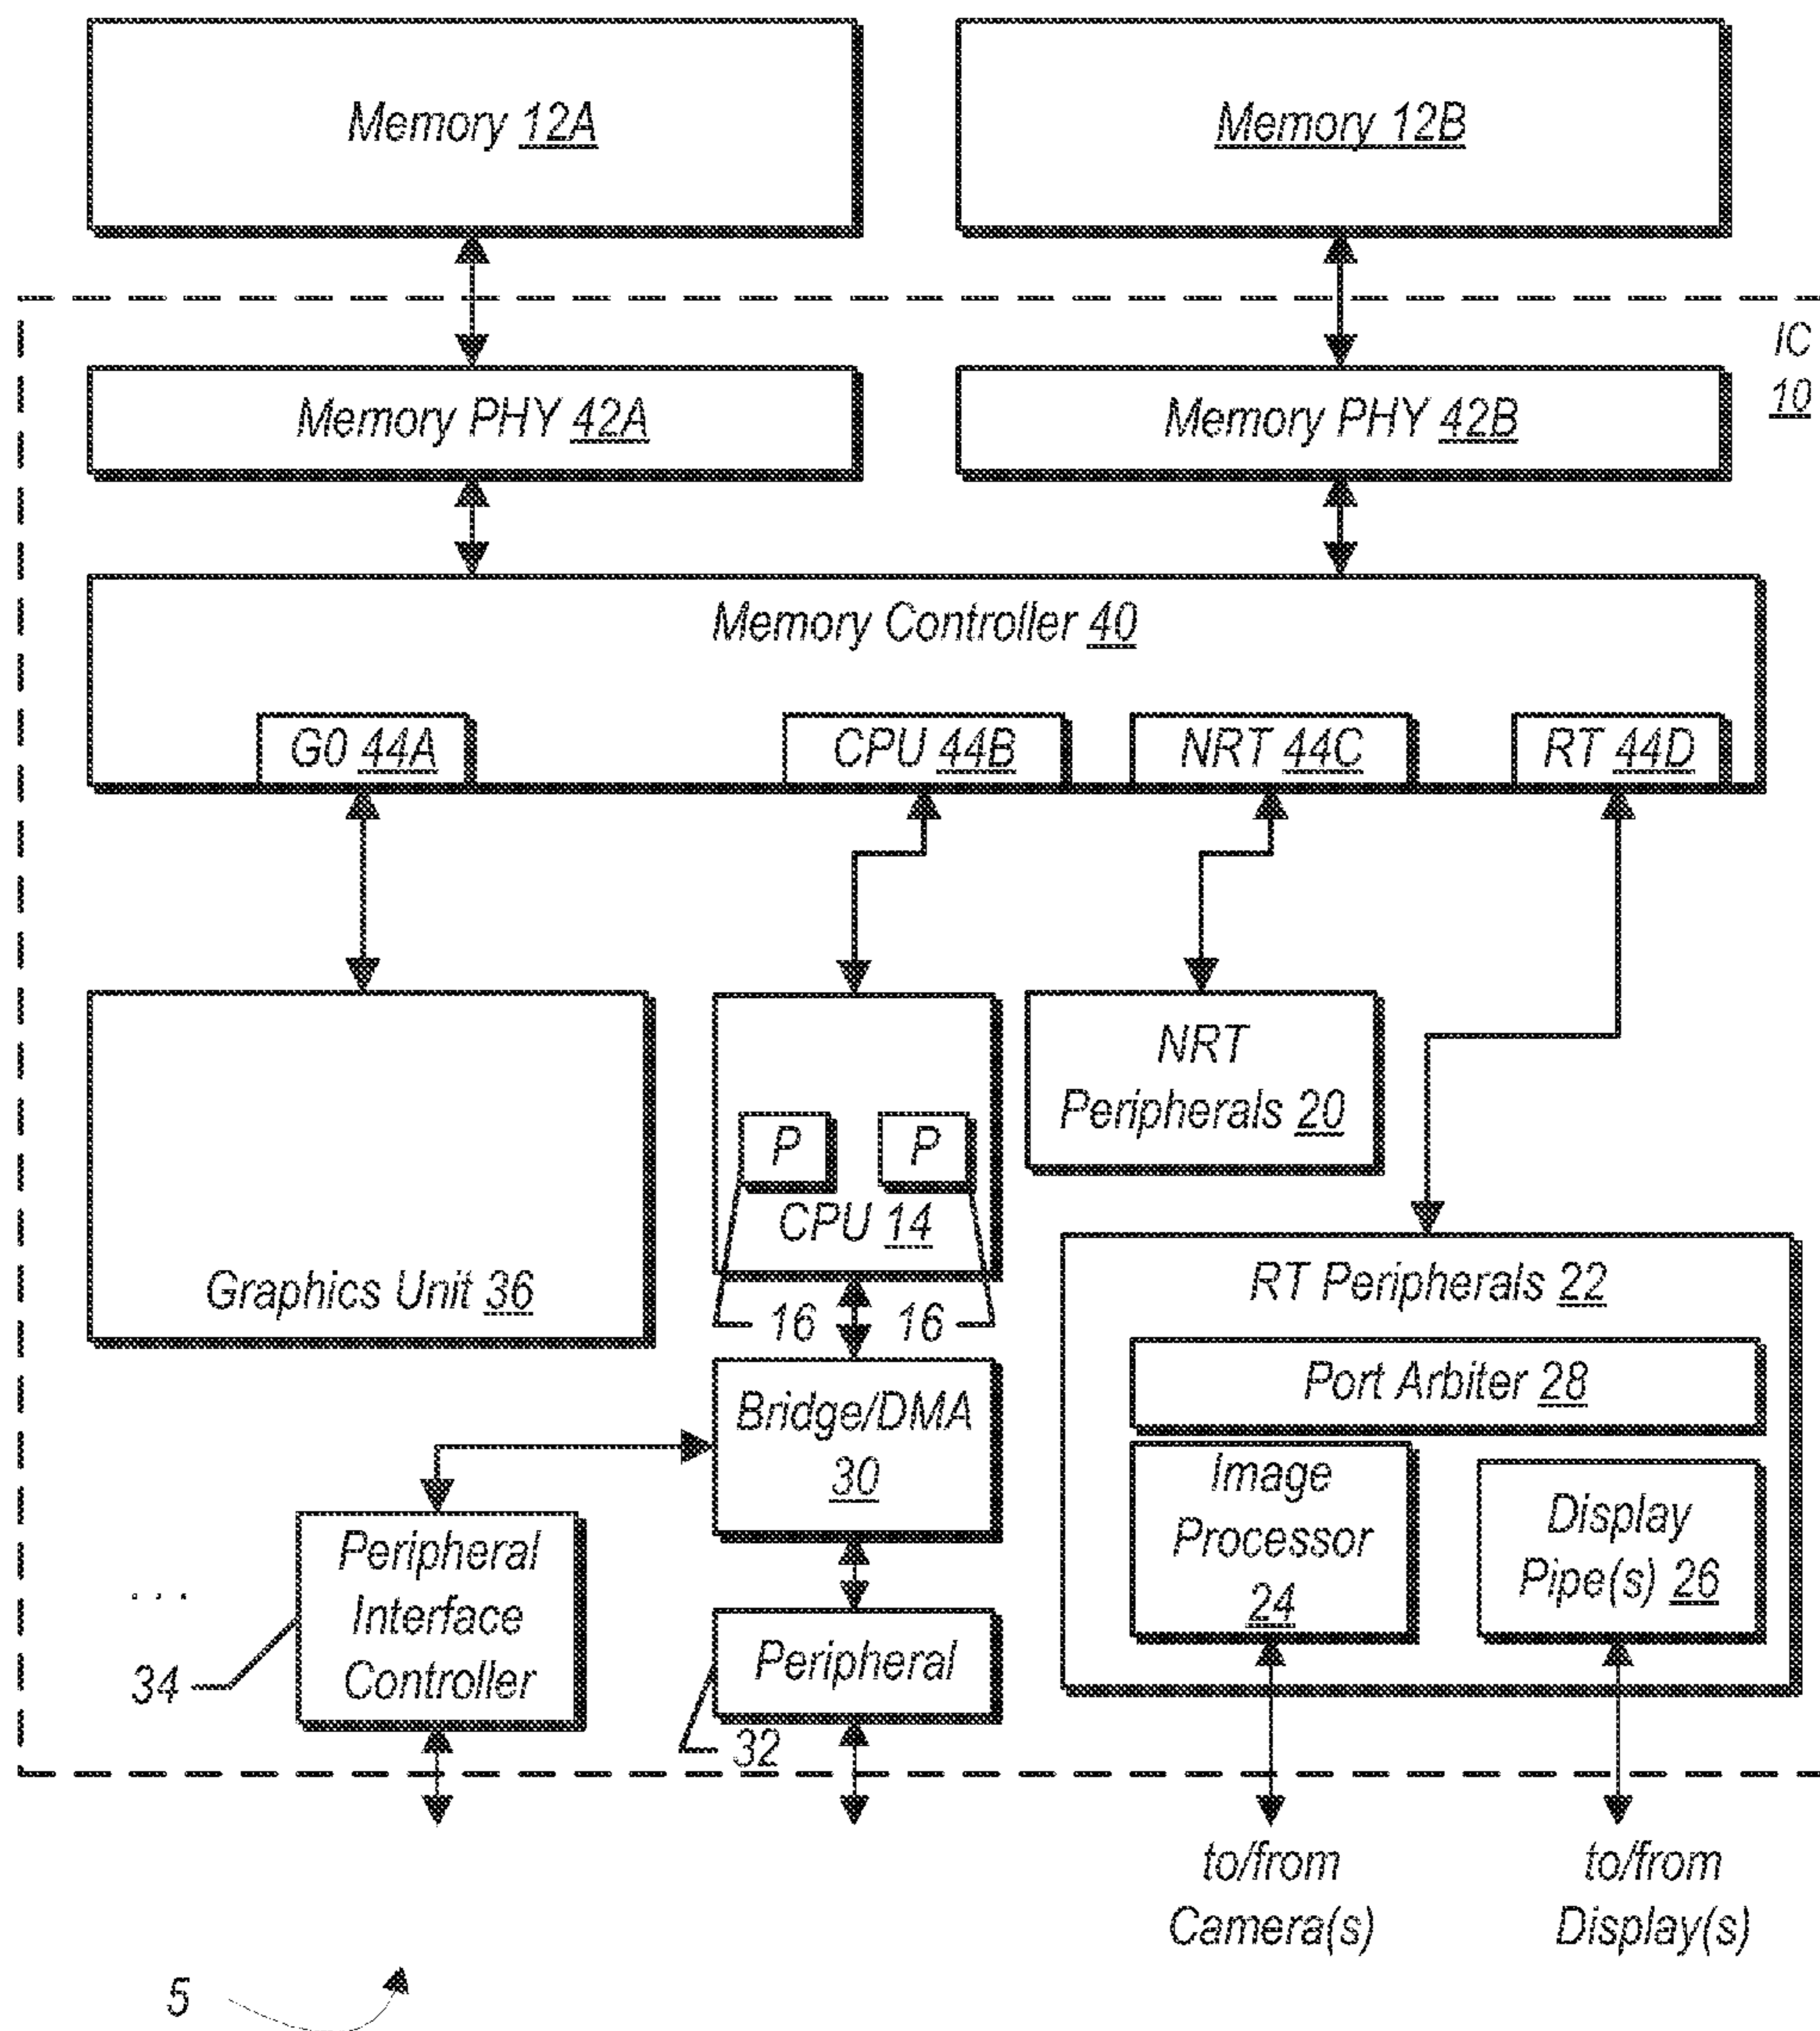 Memory 12A
Memory 12B
IC
10
Memory PHY 42A
Memory PHY 42B
Memory Controller 40
G0 44A
CPU 44B
NRT 44C
RT 44D
Graphics Unit 36
P
P
CPU 14
16
16
NRT
Peripherals 20
RT Peripherals 22
Port Arbiter 28
Image
Processor
24
Display
Pipe(s) 26
Bridge/DMA
30
Peripheral
Interface
Controller
. . .
34
Peripheral
32
to/from
Camera(s)
to/from
Display(s)
5